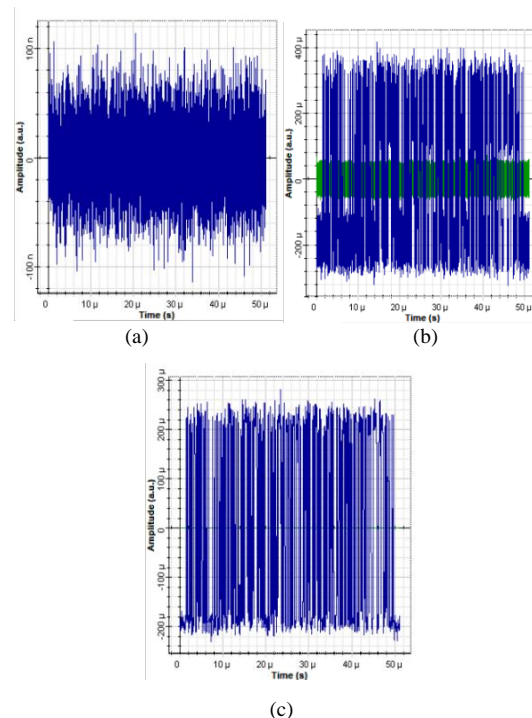 Amplitude (a.u.)
100 n
0
-100 n
0 10 µ 20 µ 30 µ 40 µ 50 µ
Time (s)
(a)
Amplitude (a.u.)
400 µ
200 µ
0
-200 µ
0 10 µ 20 µ 30 µ 40 µ 50 µ
Time (s)
(b)
Amplitude (a.u.)
300 µ
200 µ
100 µ
0
-100 µ
-200 µ
0 10 µ 20 µ 30 µ 40 µ 50 µ
Time (s)
(c)